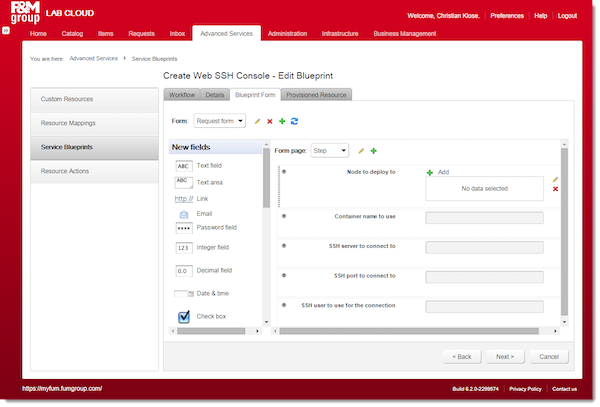 F&M
group
LAB CLOUD
Welcome, Christian Klose. Preferences Help Logout
Home Catalog Items Requests Inbox Advanced Services Administration Infrastructure Business Management
You are here: Advanced Services Service Blueprints
Create Web SSH Console - Edit Blueprint
Custom Resources
Resource Mappings
Service Blueprints
Resource Actions
Workflow Details Blueprint Form Provisioned Resource
Form: Request form
New fields
ABC Text field
ABC Text area
http:// Link
Email
**** Password field
123 Integer field
0.0 Decimal field
Date & time
Check box
Form page: Step
Node to deploy to
Add
No data selected
Container name to use
SSH server to connect to
SSH port to connect to
SSH user to use for the connection
< Back Next > Cancel
https://myfum.fumgroup.com/
Build 6.2.0-2299574 Privacy Policy Contact us